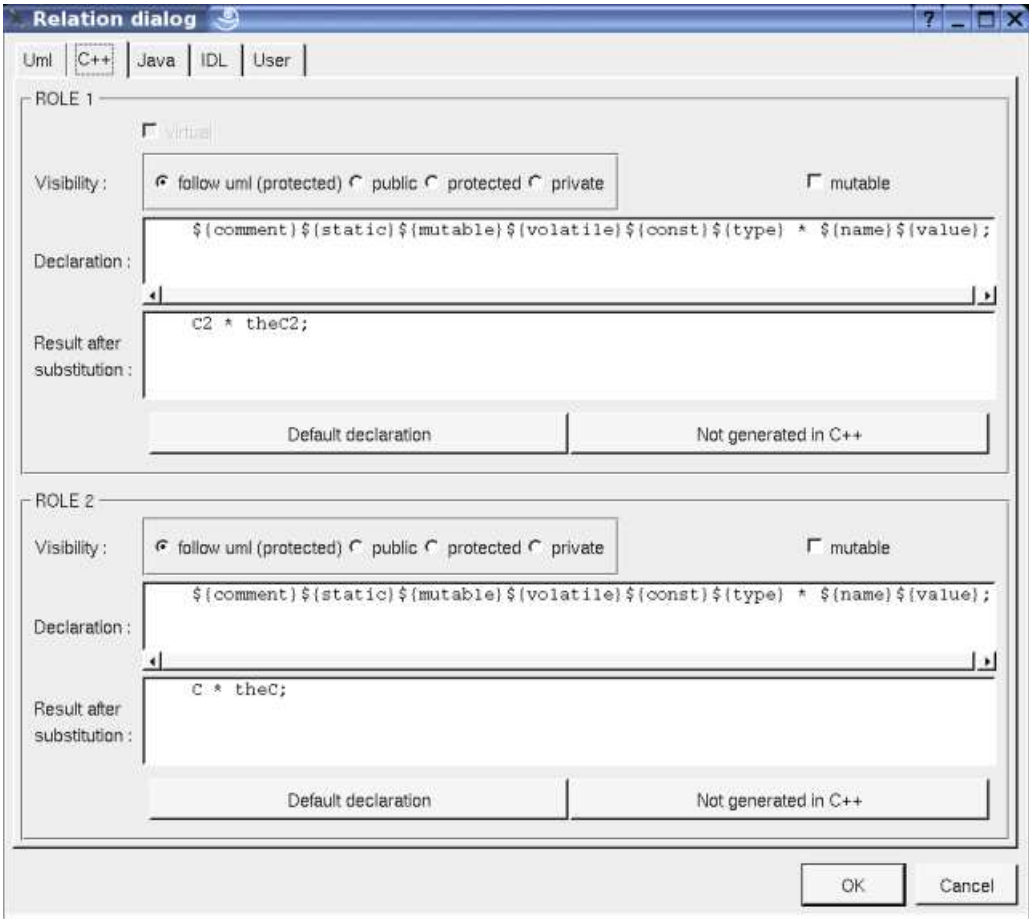 Relation dialog
Uml C++ Java IDL User
ROLE 1
virtual
Visibility : follow uml (protected) public protected private mutable
${comment}${static}${mutable}${volatile}${const}${type} * ${name}${value};
Declaration :
C2 * theC2;
Result after
substitution :
Default declaration Not generated in C++
ROLE 2
Visibility : follow uml (protected) public protected private mutable
${comment}${static}${mutable}${volatile}${const}${type} * ${name}${value};
Declaration :
C * theC;
Result after
substitution :
Default declaration Not generated in C++
OK Cancel